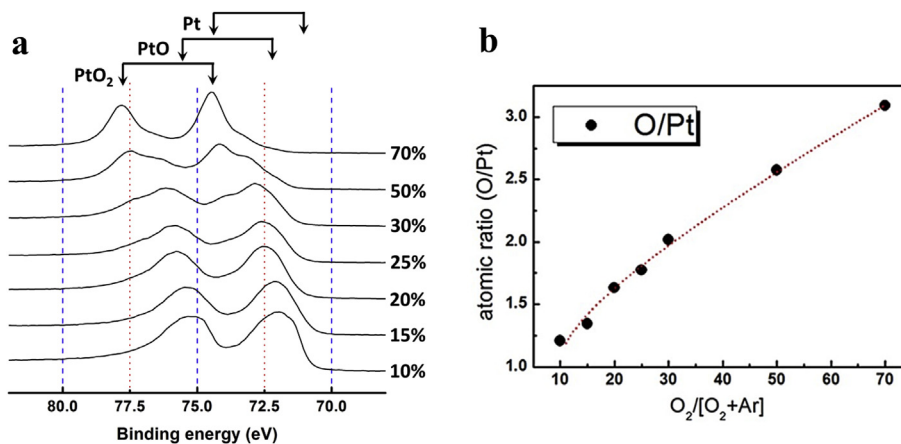 a
Pt
PtO
PtO2
70%
50%
30%
25%
20%
15%
10%
80.0 77.5 75.0 72.5 70.0
Binding energy (eV)
b
O/Pt
atomic ratio (O/Pt)
3.0
2.5
2.0
1.5
1.0
10 20 30 40 50 60 70
O2/[O2+Ar]